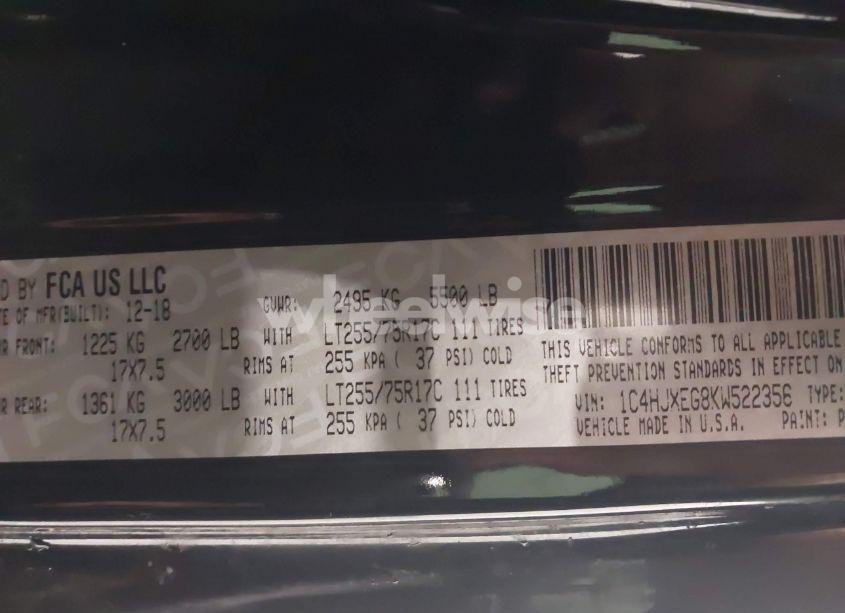 D BY FCA US LLC
TE OF MFR(BUILT): 12-18
GVWR: 2495 KG 5500 LB
R FRONT: 1225 KG 2700 LB WITH LT255/75R17C 111 TIRES
17X7.5 RIMS AT 255 KPA ( 37 PSI) COLD
R REAR: 1361 KG 3000 LB WITH LT255/75R17C 111 TIRES
17X7.5 RIMS AT 255 KPA ( 37 PSI) COLD
THIS VEHICLE CONFORMS TO ALL APPLICABLE
THEFT PREVENTION STANDARDS IN EFFECT ON
VIN: 1C4HJXEG8KW522356 TYPE:
VEHICLE MADE IN U.S.A. PAINT: P
wheelwise